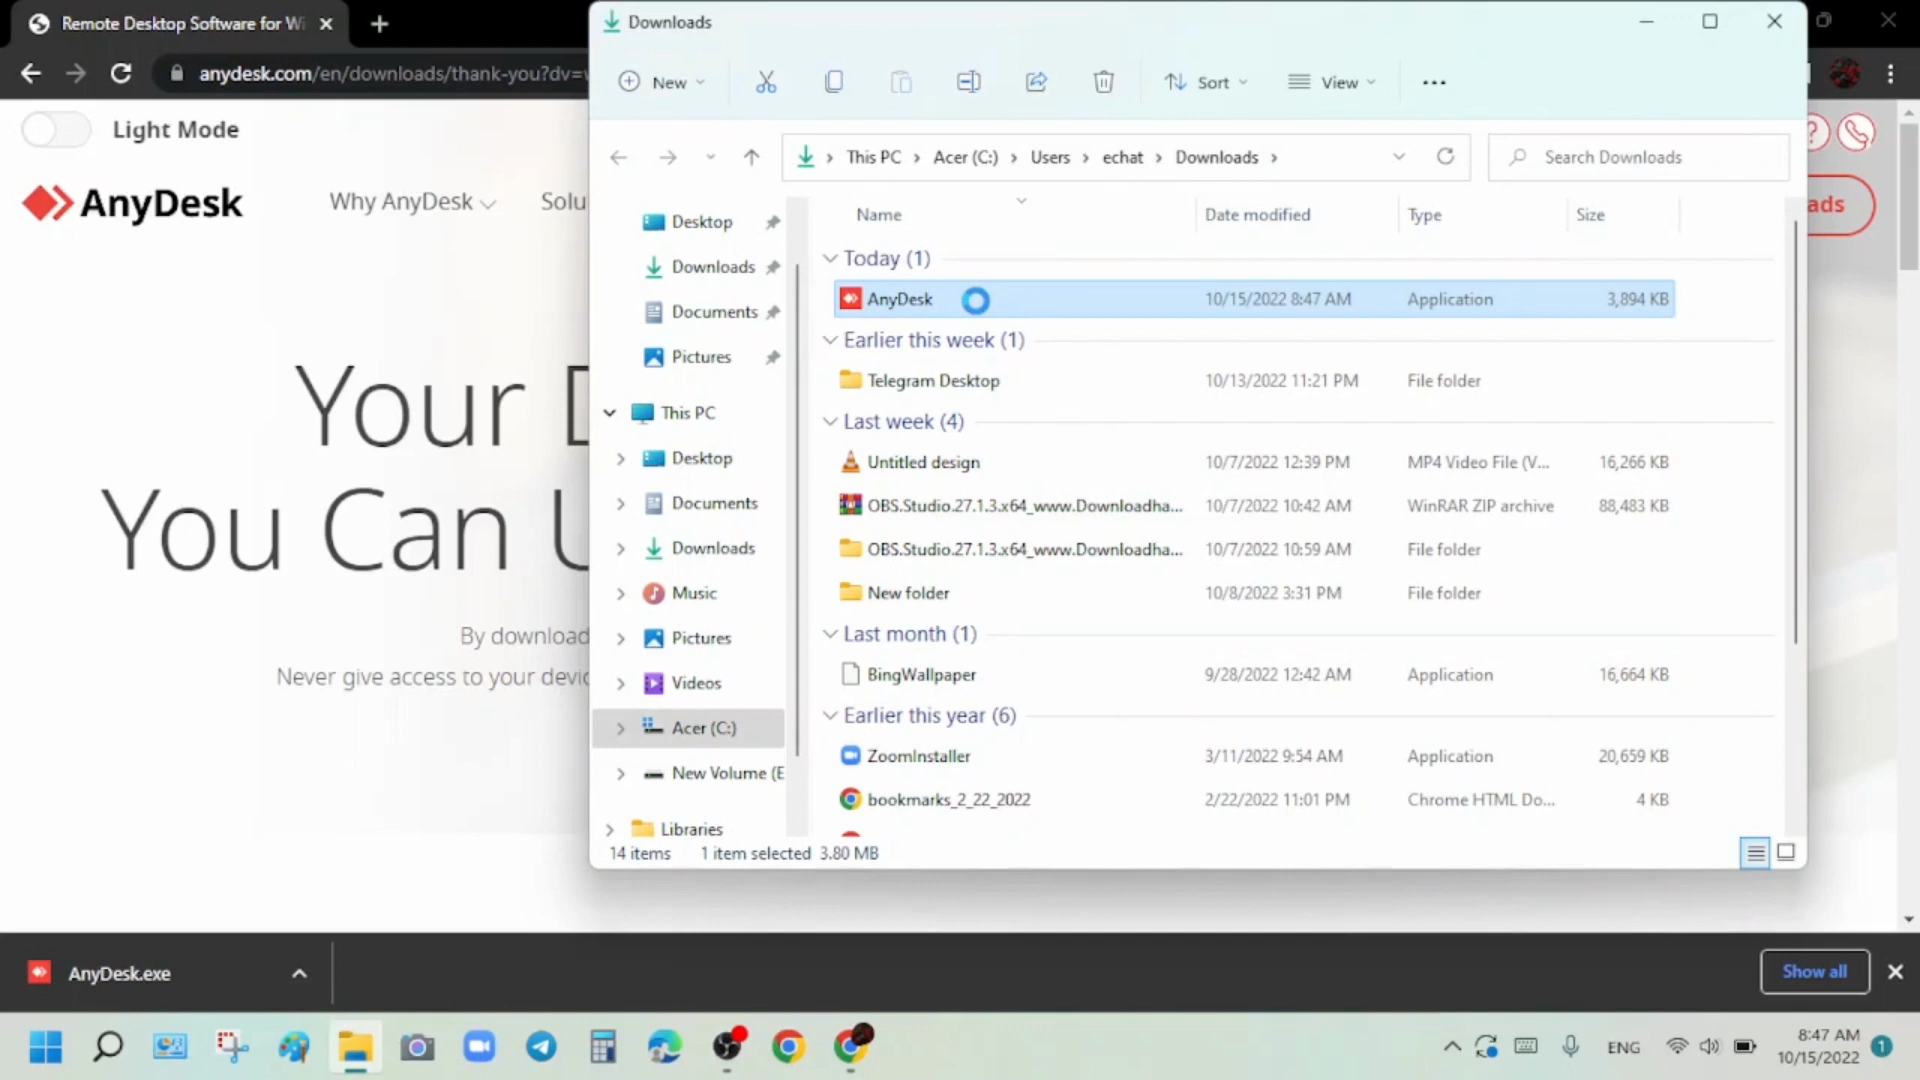 Remote Desktop Software for Wi
anydesk.com/en/downloads/thank-you?dv=w
Light Mode
AnyDesk
Why AnyDesk
Solu
ads
Your D
You Can U
By download
Never give access to your devic
Downloads
New
Sort
View
This PC
Acer (C:)
Users
echat
Downloads
Search Downloads
Desktop
Downloads
Documents
Pictures
This PC
Desktop
Documents
Downloads
Music
Pictures
Videos
Acer (C:)
New Volume (E
Libraries
Name Date modified Type Size
Today (1)
AnyDesk 10/15/2022 8:47 AM Application 3,894 KB
Earlier this week (1)
Telegram Desktop 10/13/2022 11:21 PM File folder
Last week (4)
Untitled design 10/7/2022 12:39 PM MP4 Video File (V... 16,266 KB
OBS.Studio.27.1.3.x64_www.Downloadha... 10/7/2022 10:42 AM WinRAR ZIP archive 88,483 KB
OBS.Studio.27.1.3.x64_www.Downloadha... 10/7/2022 10:59 AM File folder
New folder 10/8/2022 3:31 PM File folder
Last month (1)
BingWallpaper 9/28/2022 12:42 AM Application 16,664 KB
Earlier this year (6)
ZoomInstaller 3/11/2022 9:54 AM Application 20,659 KB
bookmarks_2_22_2022 2/22/2022 11:01 PM Chrome HTML Do... 4 KB
14 items 1 item selected 3.80 MB
AnyDesk.exe
Show all
ENG
8:47 AM
10/15/2022
1